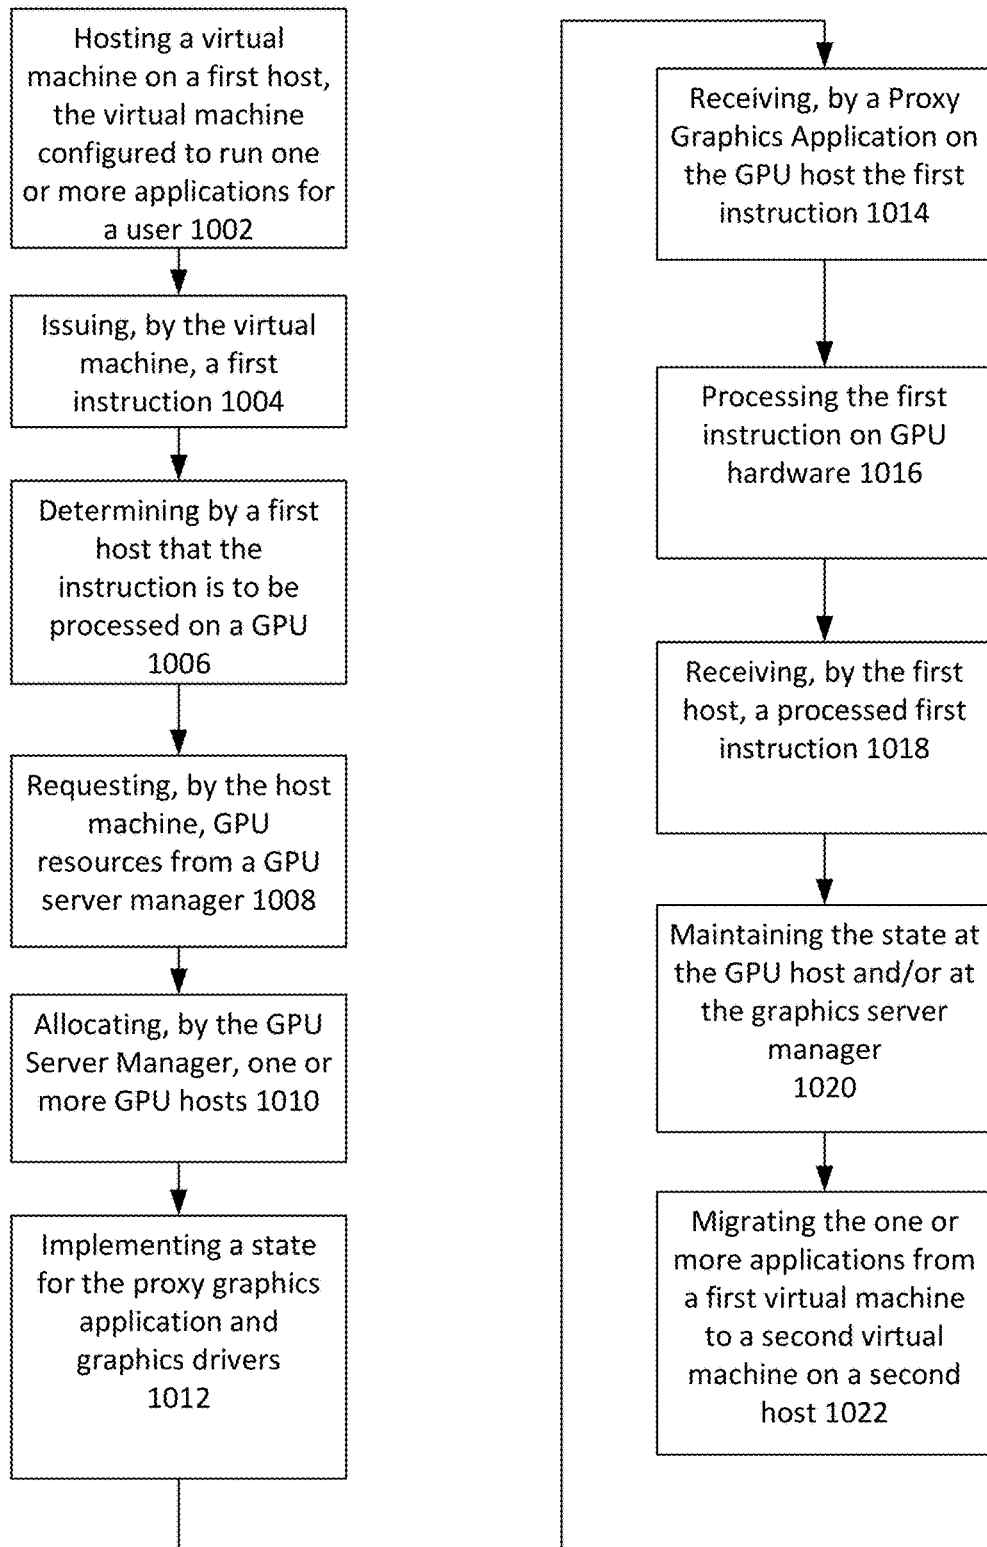 Hosting a virtual
machine on a first host,
the virtual machine
configured to run one
or more applications for
a user 1002
Issuing, by the virtual
machine, a first
instruction 1004
Determining by a first
host that the
instruction is to be
processed on a GPU
1006
Requesting, by the host
machine, GPU
resources from a GPU
server manager 1008
Allocating, by the GPU
Server Manager, one or
more GPU hosts 1010
Implementing a state
for the proxy graphics
application and
graphics drivers
1012
Receiving, by a Proxy
Graphics Application on
the GPU host the first
instruction 1014
Processing the first
instruction on GPU
hardware 1016
Receiving, by the first
host, a processed first
instruction 1018
Maintaining the state at
the GPU host and/or at
the graphics server
manager
1020
Migrating the one or
more applications from
a first virtual machine
to a second virtual
machine on a second
host 1022